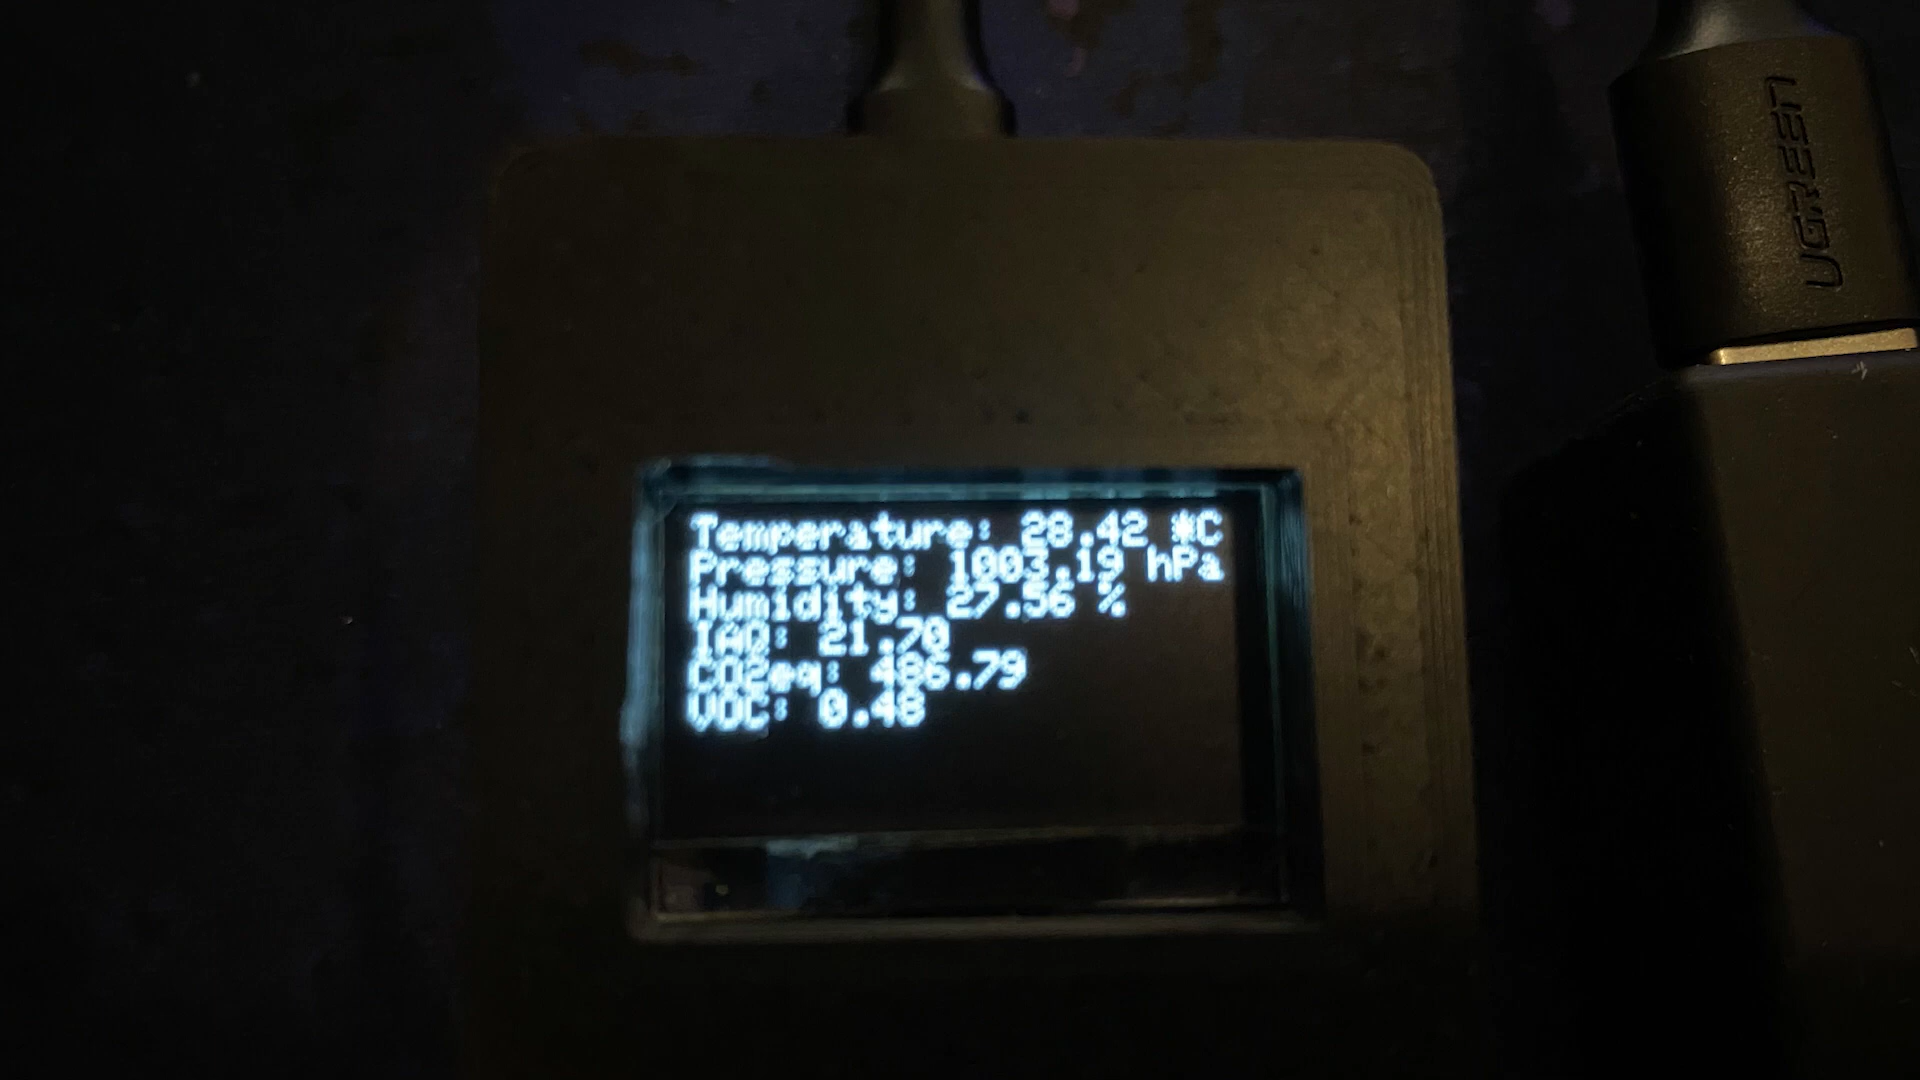 Temperature: 28.42 *C
Pressure: 1003.19 hPa
Humidity: 27.56 %
IAQ: 21.70
CO2eq: 486.79
VOC: 0.48
UGREEN